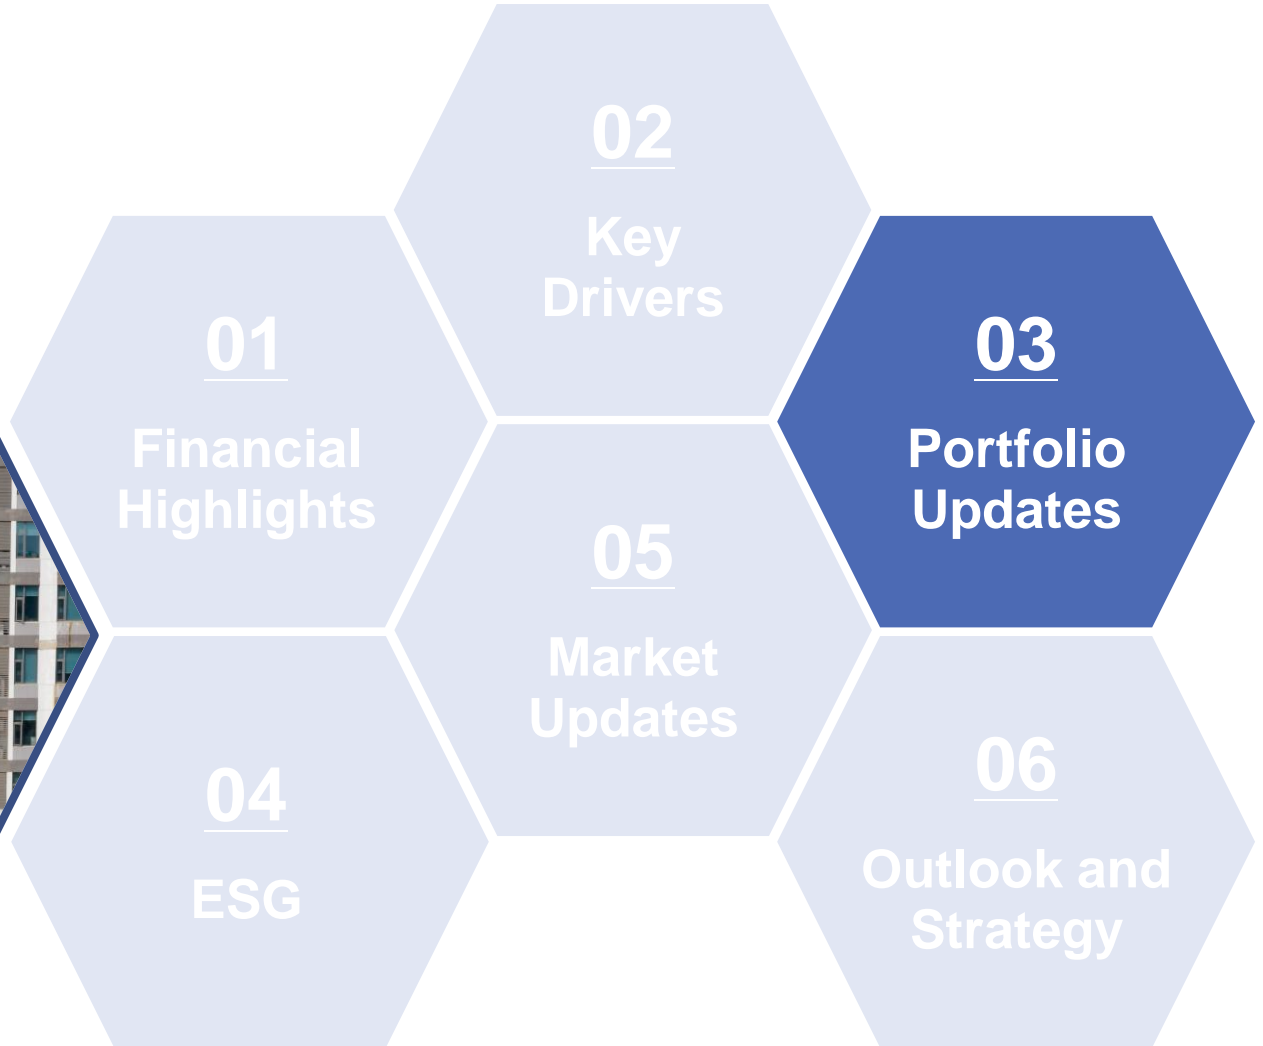 01
Financial
Highlights
02
Key
Drivers
03
Portfolio
Updates
04
ESG
05
Market
Updates
06
Outlook and
Strategy